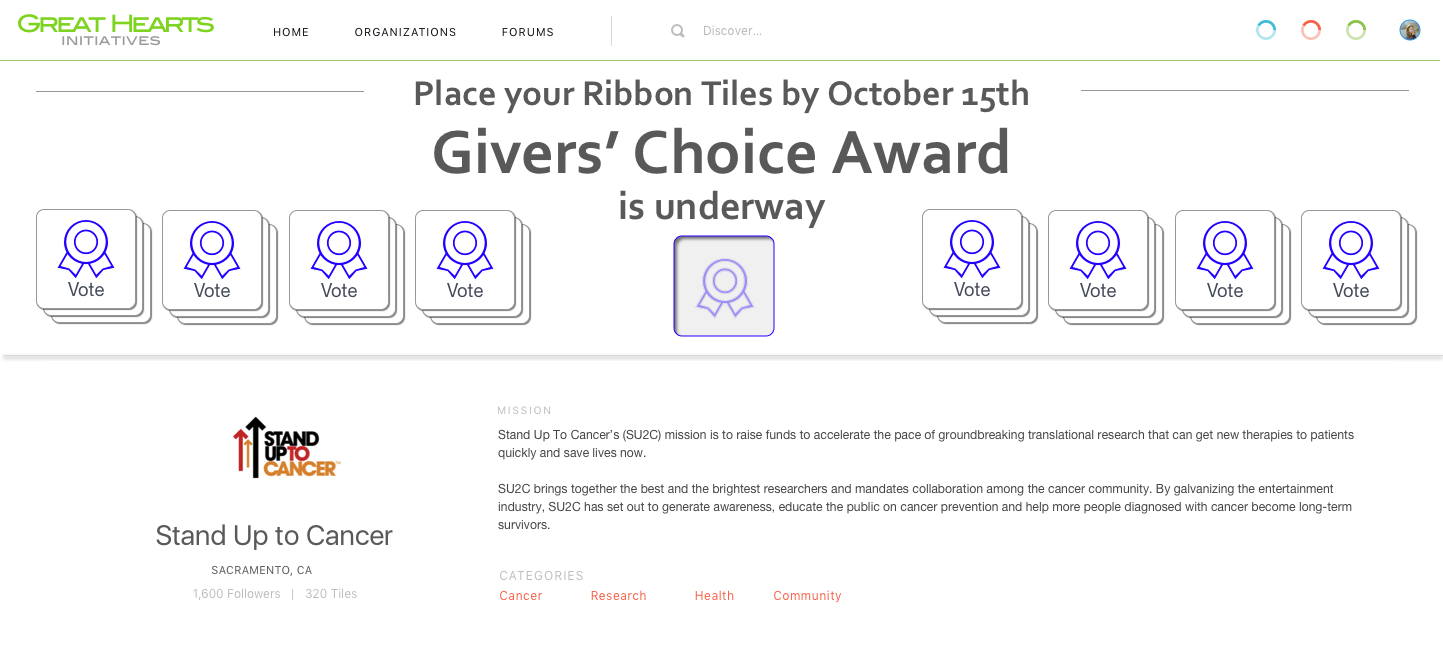 GREAT HEARTS
INITIATIVES
HOME ORGANIZATIONS FORUMS Discover...
Place your Ribbon Tiles by October 15th
Givers’ Choice Award
is underway
Vote Vote Vote Vote Vote Vote Vote Vote
STAND
UPTO
CANCER™
Stand Up to Cancer
SACRAMENTO, CA
1,600 Followers | 320 Tiles
MISSION
Stand Up To Cancer’s (SU2C) mission is to raise funds to accelerate the pace of groundbreaking translational research that can get new therapies to patients
quickly and save lives now.
SU2C brings together the best and the brightest researchers and mandates collaboration among the cancer community. By galvanizing the entertainment
industry, SU2C has set out to generate awareness, educate the public on cancer prevention and help more people diagnosed with cancer become long-term
survivors.
CATEGORIES
Cancer Research Health Community